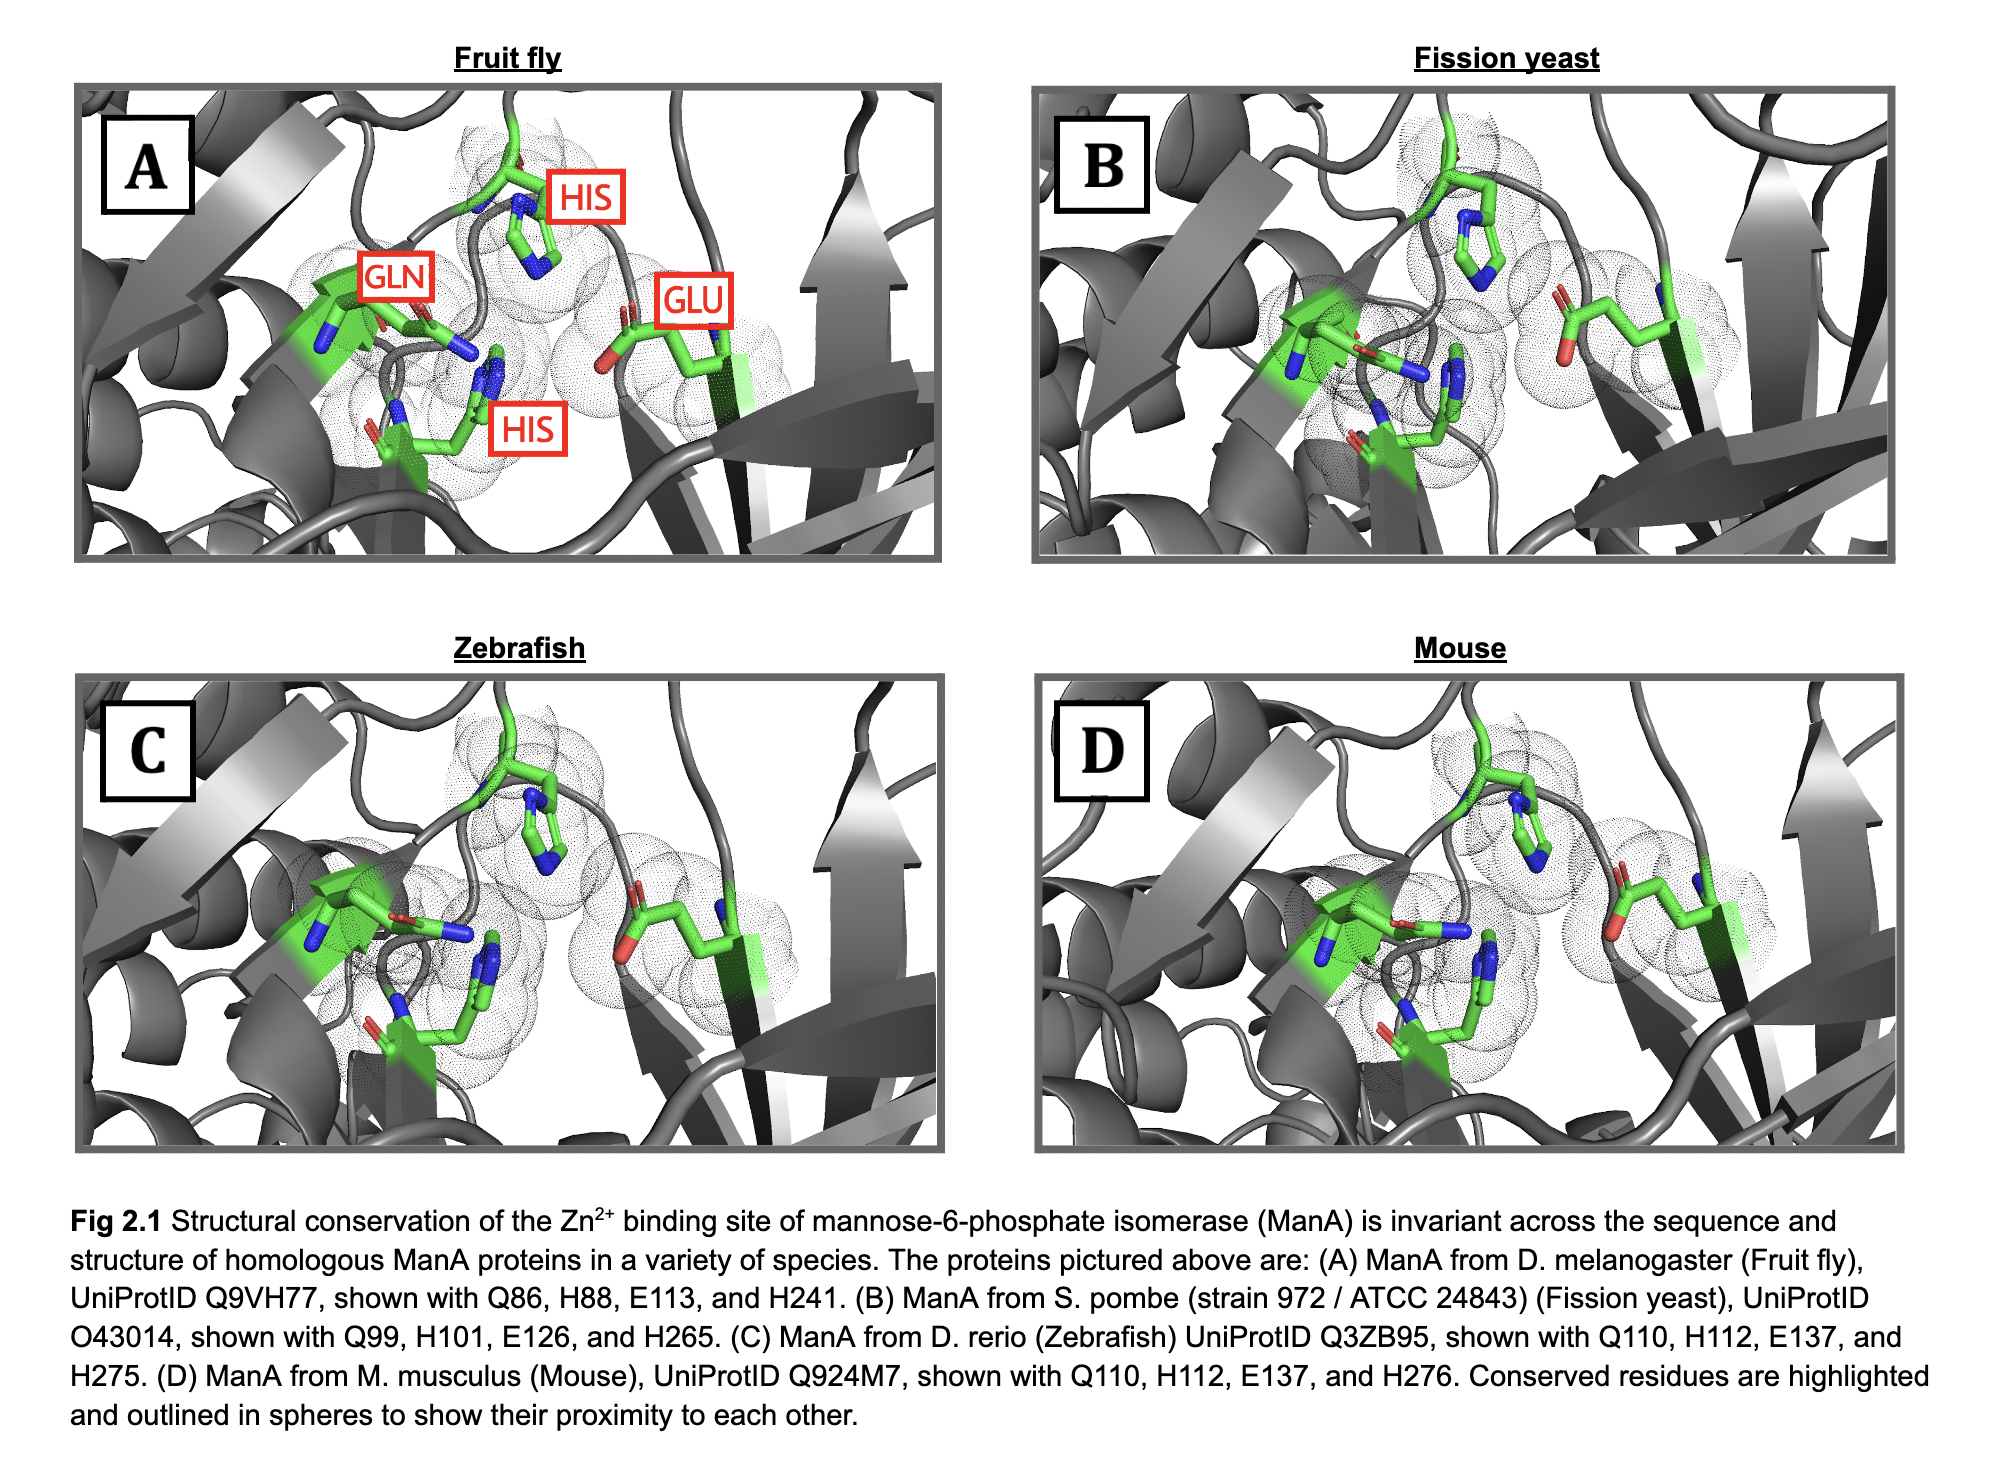 Fruit fly
Fission yeast
A
HIS
GLN
GLU
HIS
B
Zebrafish
Mouse
C
D
Fig 2.1 Structural conservation of the Zn2+ binding site of mannose-6-phosphate isomerase (ManA) is invariant across the sequence and
structure of homologous ManA proteins in a variety of species. The proteins pictured above are: (A) ManA from D. melanogaster (Fruit fly),
UniProtID Q9VH77, shown with Q86, H88, E113, and H241. (B) ManA from S. pombe (strain 972 / ATCC 24843) (Fission yeast), UniProtID
O43014, shown with Q99, H101, E126, and H265. (C) ManA from D. rerio (Zebrafish) UniProtID Q3ZB95, shown with Q110, H112, E137, and
H275. (D) ManA from M. musculus (Mouse), UniProtID Q924M7, shown with Q110, H112, E137, and H276. Conserved residues are highlighted
and outlined in spheres to show their proximity to each other.